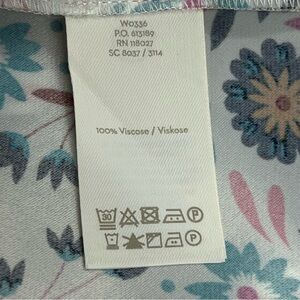 W0336
P.O. 613189
RN 118027
SC 8037 / 3114
100% Viscose / Viskose
30 P
P